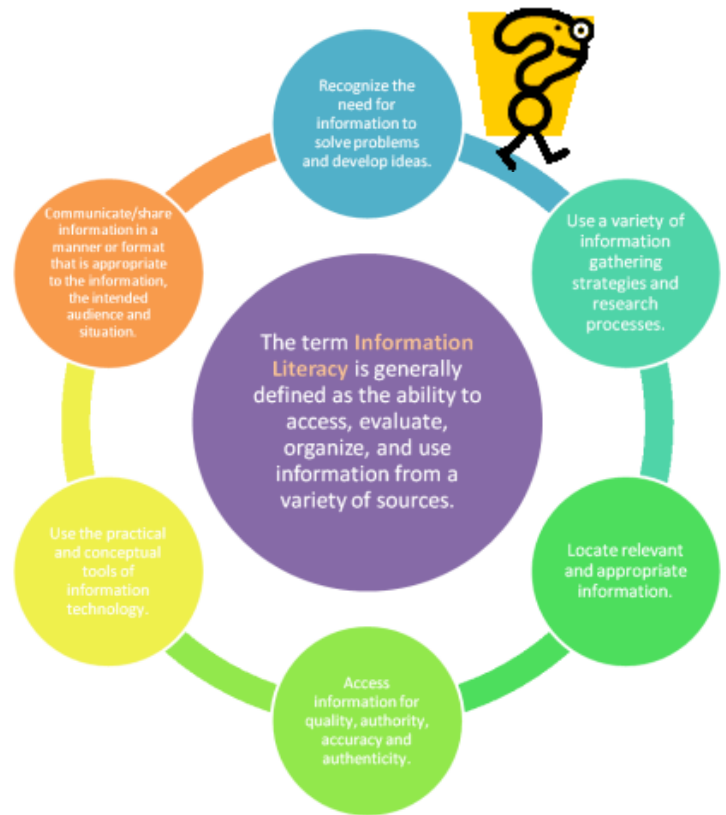 Recognize the
need for
information to
solve problems
and develop ideas.
Use a variety of
information
gathering
strategies and
research
processes.
Locate relevant
and appropriate
information.
Access
information for
quality, authority,
accuracy and
authenticity.
Use the practical
and conceptual
tools of
information
technology.
Communicate/share
information in a
manner or format
that is appropriate
to the information,
the intended
audience and
situation.
The term Information
Literacy is generally
defined as the ability to
access, evaluate,
organize, and use
information from a
variety of sources.